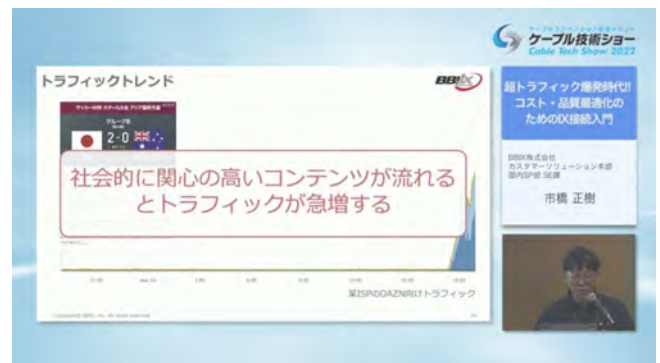 ケーブル技術ショー
Cable Tech Show 2022
トラフィックトレンド
BBIX
グループB
2-0
社会的に関心の高いコンテンツが流れる
とトラフィックが急増する
某ISPのDAZN向けトラフィック
超トラフィック爆発時代!!
コスト・品質最適化の
ためのIX接続入門
BBIX株式会社
カスタマーソリューション本部
国内SP部 SE課
市橋 正樹